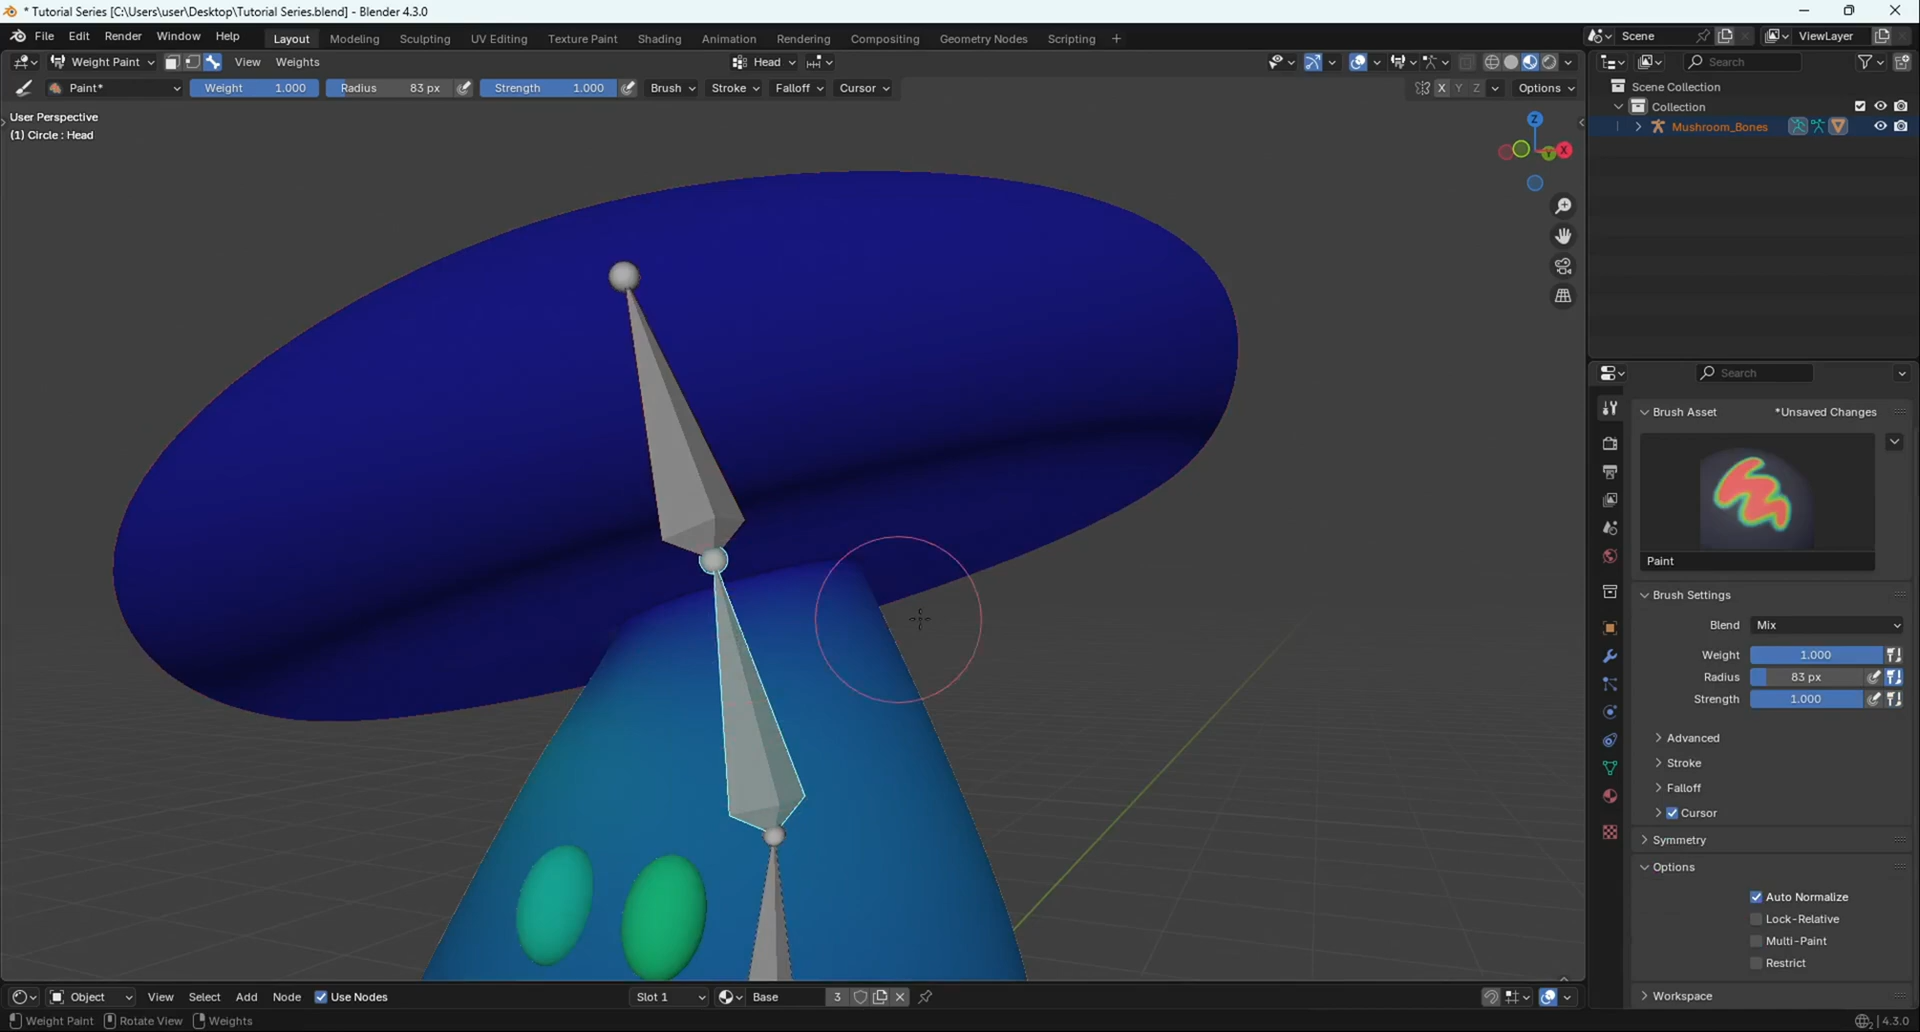 * Tutorial Series [C:\Users\user\Desktop\Tutorial Series.blend] - Blender 4.3.0
File Edit Render Window Help Layout Modeling Sculpting UV Editing Texture Paint Shading Animation Rendering Compositing Geometry Nodes Scripting + Scene ViewLayer
Weight Paint View Weights Head Search
Paint* Weight 1.000 Radius 83 px Strength 1.000 Brush Stroke Falloff Cursor X Y Z Options
Scene Collection
Collection
Mushroom_Bones
User Perspective
(1) Circle : Head
Z
Y
X
Search
Brush Asset *Unsaved Changes
Paint
Brush Settings
Blend Mix
Weight 1.000
Radius 83 px
Strength 1.000
Advanced
Stroke
Falloff
Cursor
Symmetry
Options
Auto Normalize
Lock-Relative
Multi-Paint
Restrict
Workspace
Object View Select Add Node Use Nodes Slot 1 Base 3
Weight Paint Rotate View Weights 4.3.0